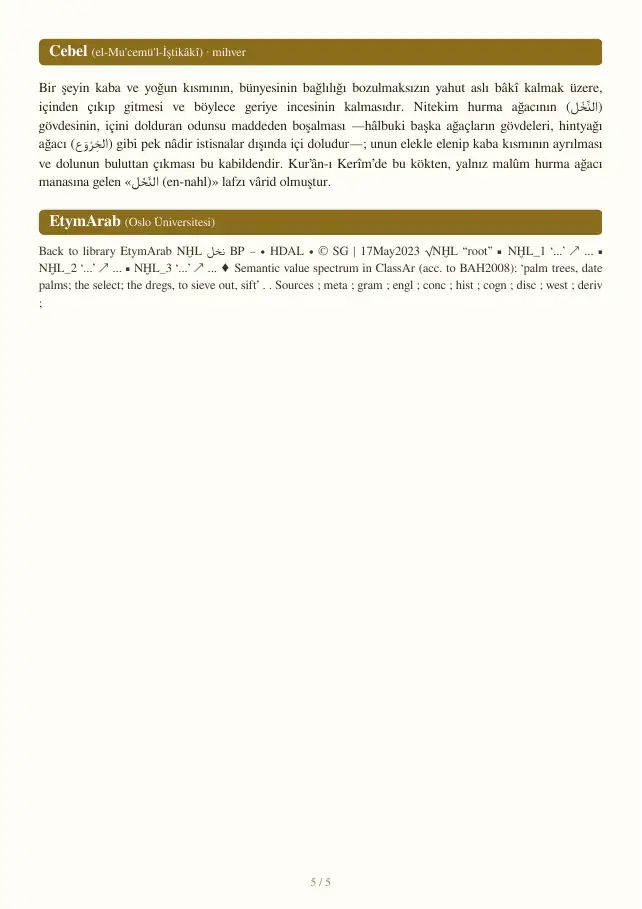 Cebel (el-Mu'cemü'l-İştikâkî) · mihver
Bir şeyin kaba ve yoğun kısmının, bünyesinin bağlılığı bozulmaksızın yahut aslı bâkî kalmak üzere,
içinden çıkıp gitmesi ve böylece geriye incesinin kalmasıdır. Nitekim hurma ağacının (النَّخْل)
gövdesinin, içini dolduran odunsu maddeden boşalması —hâlbuki başka ağaçların gövdeleri, hintyağı
ağacı (الخِرْوَع) gibi pek nâdir istisnalar dışında içi doludur—; unun elekle elenip kaba kısmının ayrılması
ve dolunun buluttan çıkması bu kabildendir. Kur'ân-ı Kerîm'de bu kökten, yalnız malûm hurma ağacı
manasına gelen «النَّخْل (en-nahl)» lafzı vârid olmuştur.
EtymArab (Oslo Üniversitesi)
Back to library EtymArab NḪL نخل BP – • HDAL • © SG | 17May2023 √NḪL “root” ▪ NḪL_1 ‘...’ ↗ ... ▪
NḪL_2 ‘...’ ↗ ... ▪ NḪL_3 ‘...’ ↗ ... ♦ Semantic value spectrum in ClassAr (acc. to BAH2008): ‘palm trees, date
palms; the select; the dregs, to sieve out, sift’ . . Sources ; meta ; gram ; engl ; conc ; hist ; cogn ; disc ; west ; deriv
;
5 / 5